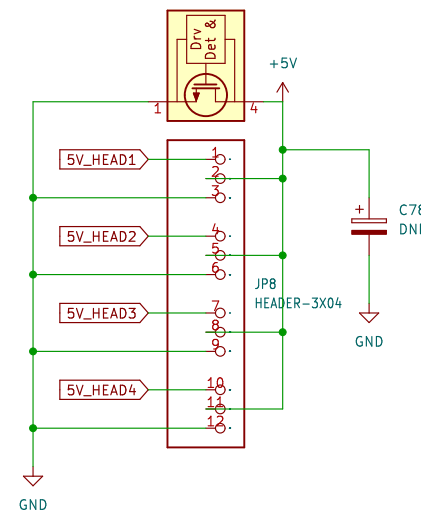 Drv
Det &
+5V
1
4
5V_HEAD1
1
2
3
+
C78
5V_HEAD2
4
5
6
JP8
HEADER-3X04
5V_HEAD3
7
8
9
GND
5V_HEAD4
10
11
12
GND